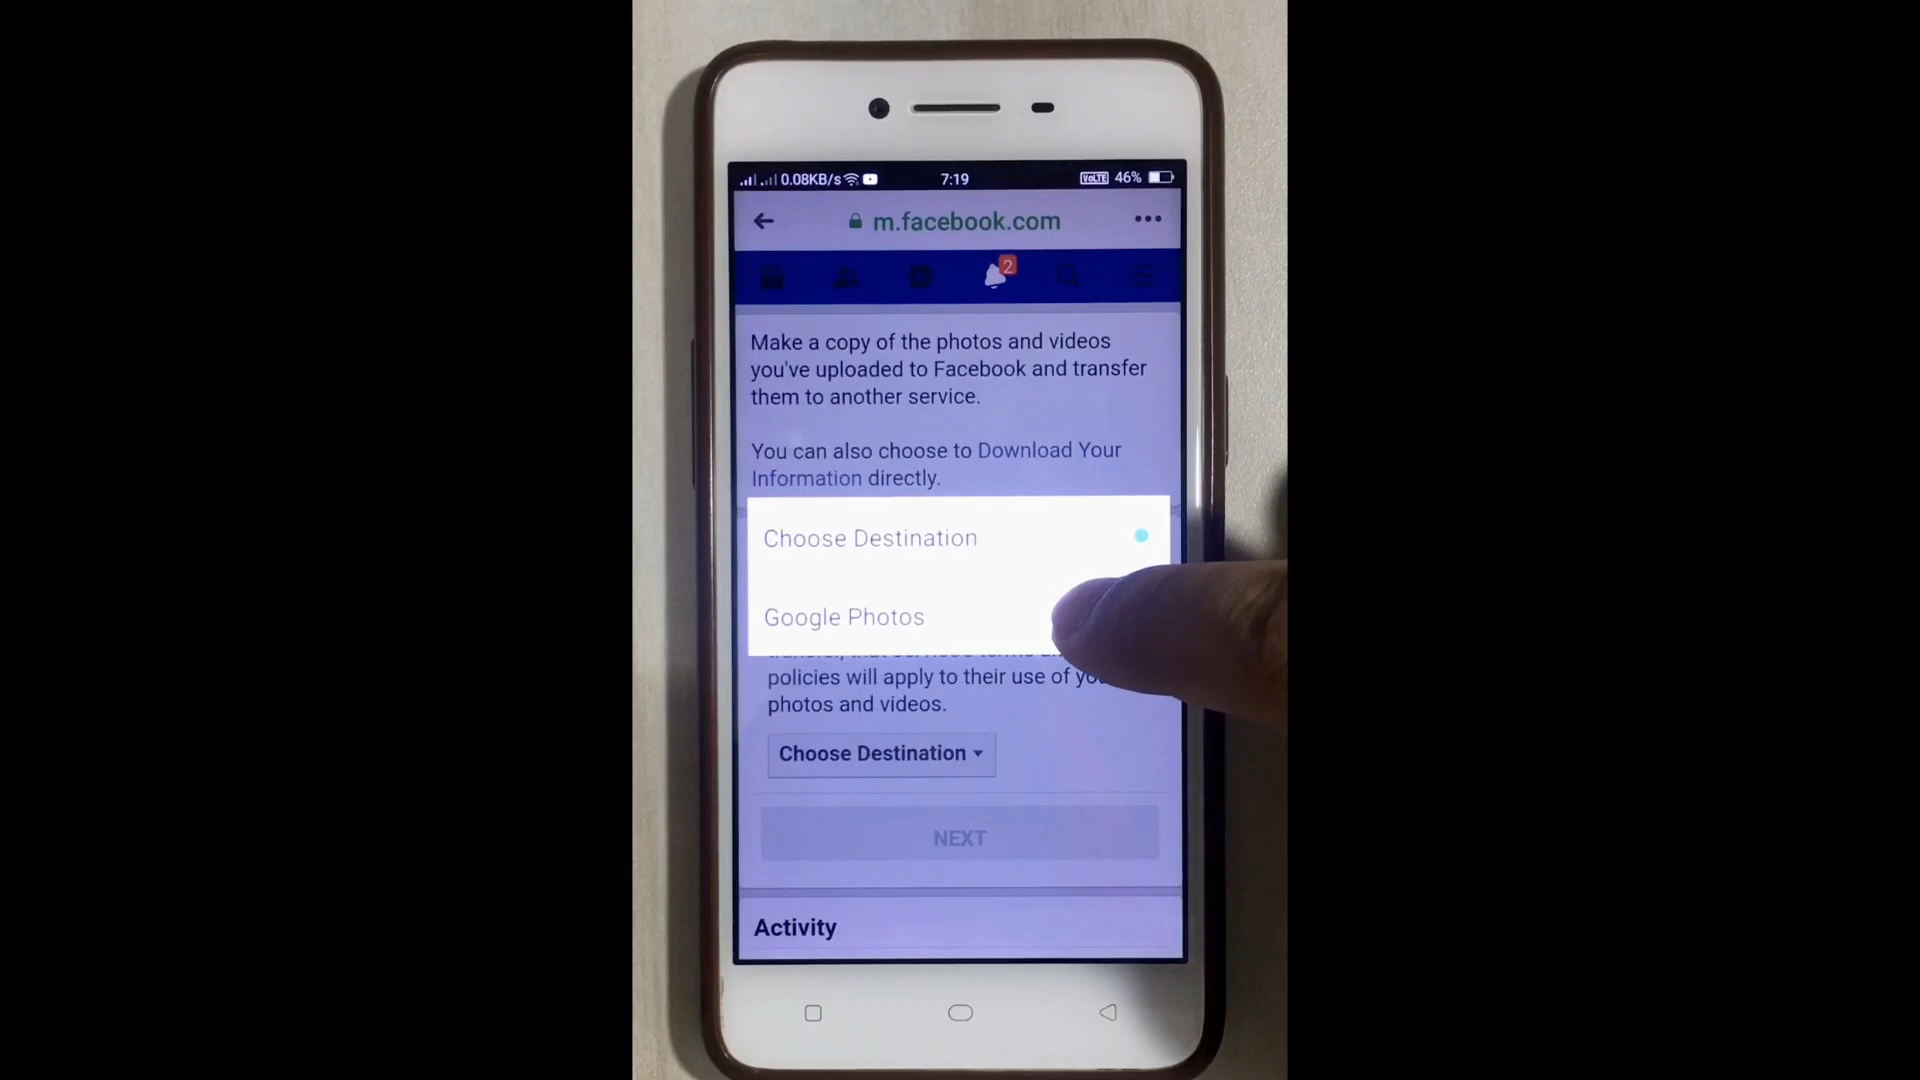 0.08KB/s 7:19 VoLTE 46%
m.facebook.com
2
Make a copy of the photos and videos
you've uploaded to Facebook and transfer
them to another service.
You can also choose to Download Your
Information directly.
Choose Destination
Google Photos
policies will apply to their use of
photos and videos.
Choose Destination
NEXT
Activity